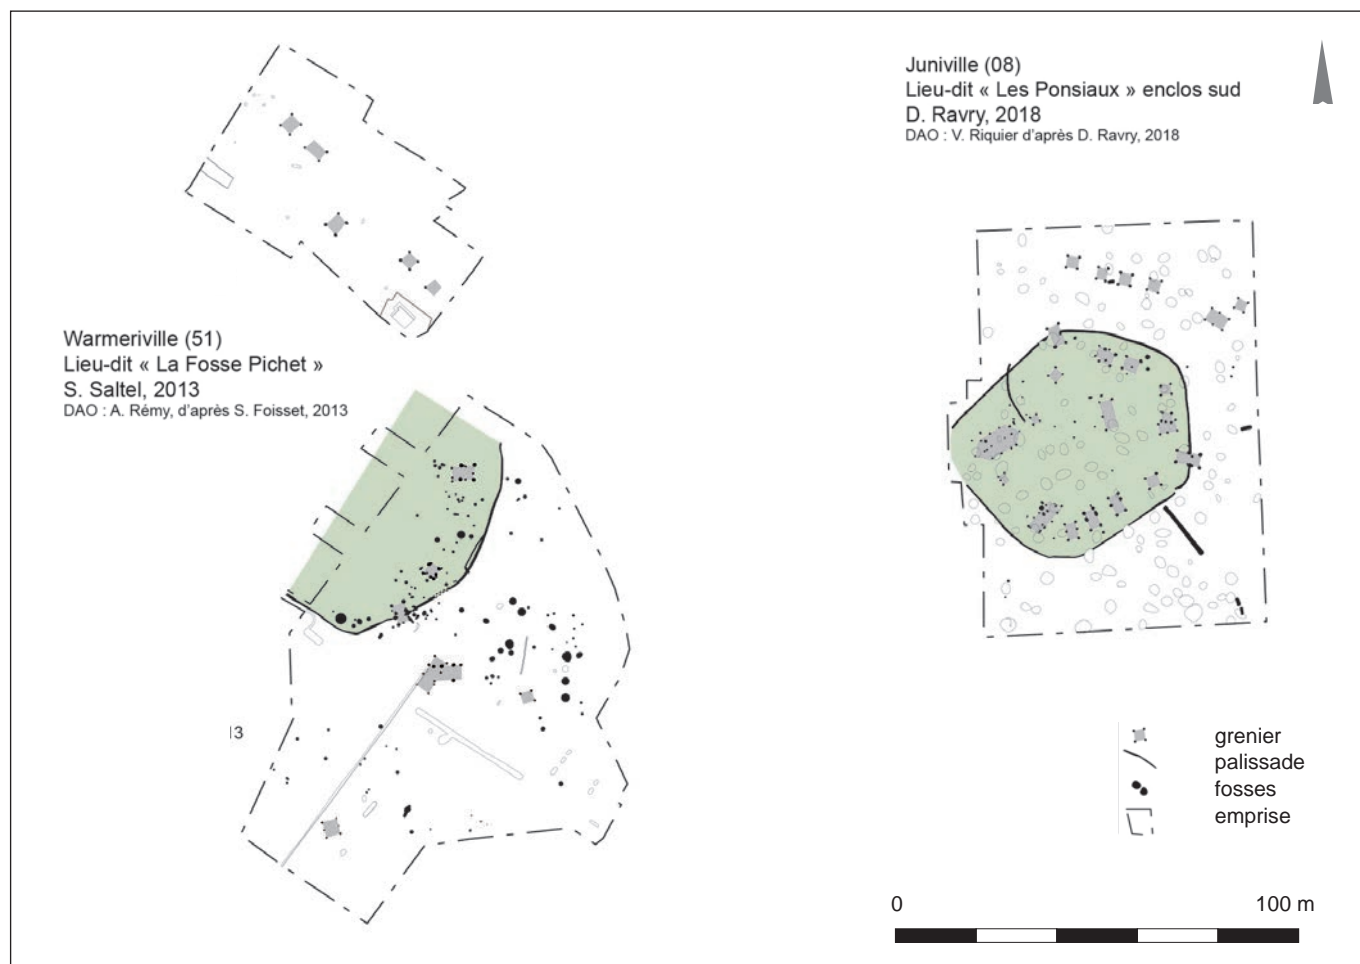 Juniville (08)
Lieu-dit « Les Ponsiaux » enclos sud
D. Ravry, 2018
DAO : V. Riquier d'après D. Ravry, 2018
Warmeriville (51)
Lieu-dit « La Fosse Pichet »
S. Saltel, 2013
DAO : A. Rémy, d'après S. Foisset, 2013
13
grenier
palissade
fosses
emprise
0 100 m